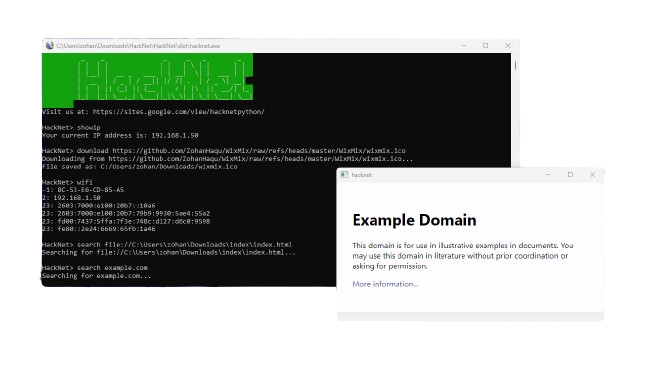 C:\Users\zohan\Downloads\HackNet\HackNet\dist\hacknet.exe
HackNet
Visit us at: https://sites.google.com/view/hacknetpython/
HackNet> showip
Your current IP address is: 192.168.1.50
HackNet> download https://github.com/ZohanHaqu/WixMix/raw/refs/heads/master/WixMix/wixmix.ico
Downloading from https://github.com/ZohanHaqu/WixMix/raw/refs/heads/master/WixMix/wixmix.ico...
File saved as: C:/Users/zohan/Downloads/wixmix.ico
HackNet> wifi
-1: 8C-53-E6-CD-85-A5
2: 192.168.1.50
23: 2603:7000:e100:20b7::10a6
23: 2603:7000:e100:20b7:79b9:9930:5ae4:55a2
23: fd00:7437:5ffa:7f3e:748c:d127:d6c0:9598
23: fe80::2e24:6669:65fb:1a46
HackNet> search file://C:\Users\zohan\Downloads\index\index.html
Searching for file://C:\Users\zohan\Downloads\index\index.html...
HackNet> search example.com
Searching for example.com...
hacknet
Example Domain
This domain is for use in illustrative examples in documents. You
may use this domain in literature without prior coordination or
asking for permission.
More information...